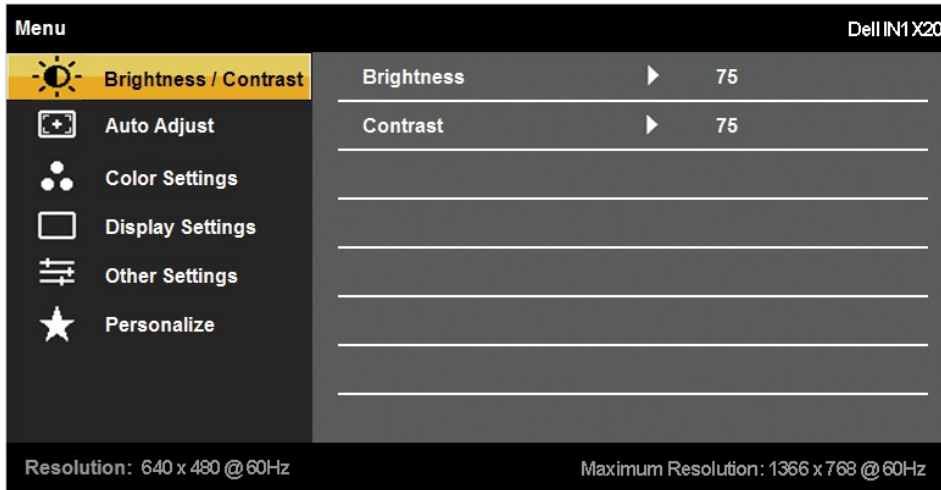 Menu Dell IN1X20
Brightness / Contrast Brightness 75
Auto Adjust Contrast 75
Color Settings
Display Settings
Other Settings
Personalize
Resolution: 640 x 480 @60Hz Maximum Resolution: 1366 x 768 @60Hz